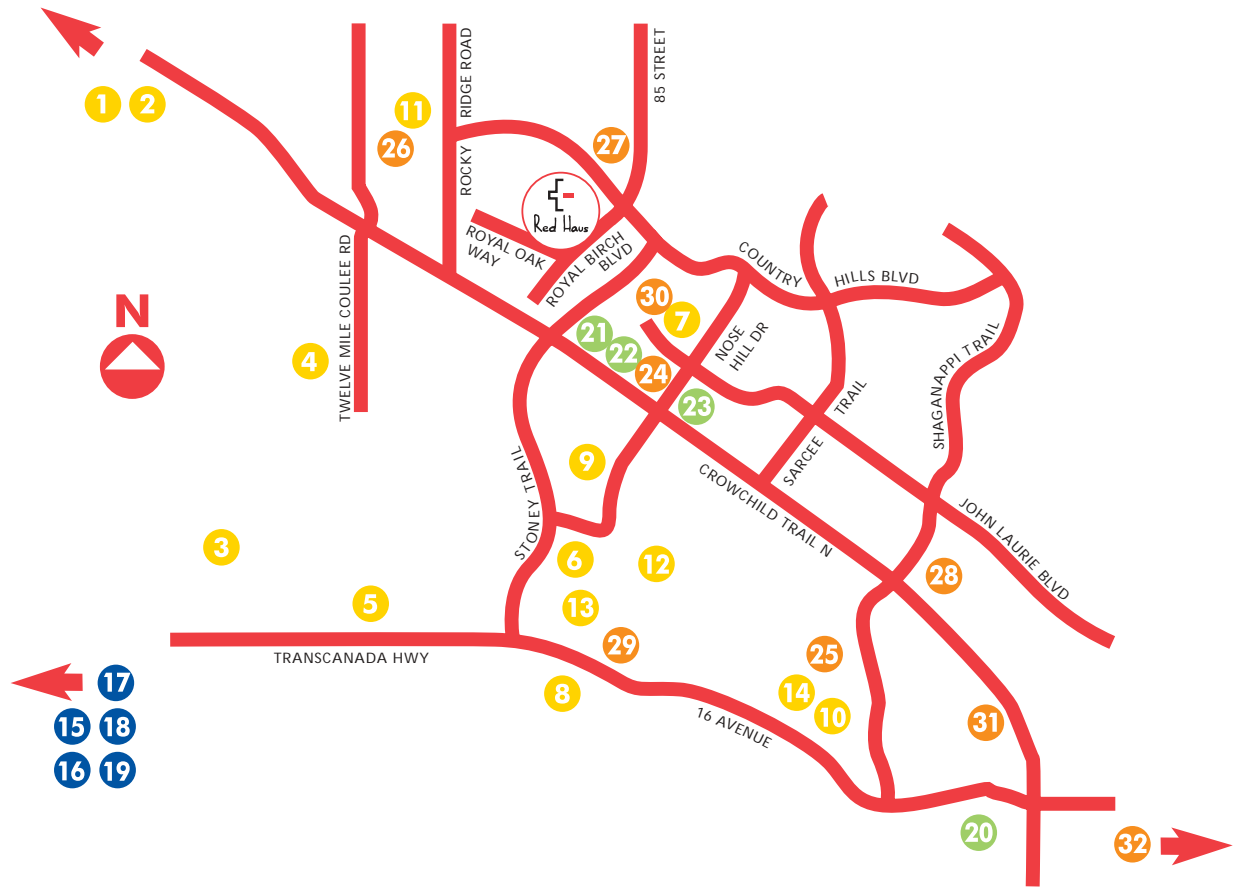 RIDGE ROAD
85 STREET
1 2
11
26
27
ROCKY
Red Haus
ROYAL OAK
WAY
ROYAL BIRCH
BLVD
COUNTRY
HILLS BLVD
TWELVE MILE COULEE RD
N
4
30
7
21
22
24
23
NOSE
HILL DR
SHAGANAPPI TRAIL
TRAIL
SARCEE
9
STONEY TRAIL
CROWCHILD TRAIL N
JOHN LAURIE BLVD
3
6
12
28
5
13
29
25
TRANSCANADA HWY
17
15 18
16 19
8
14
10
16 AVENUE
31
20
32